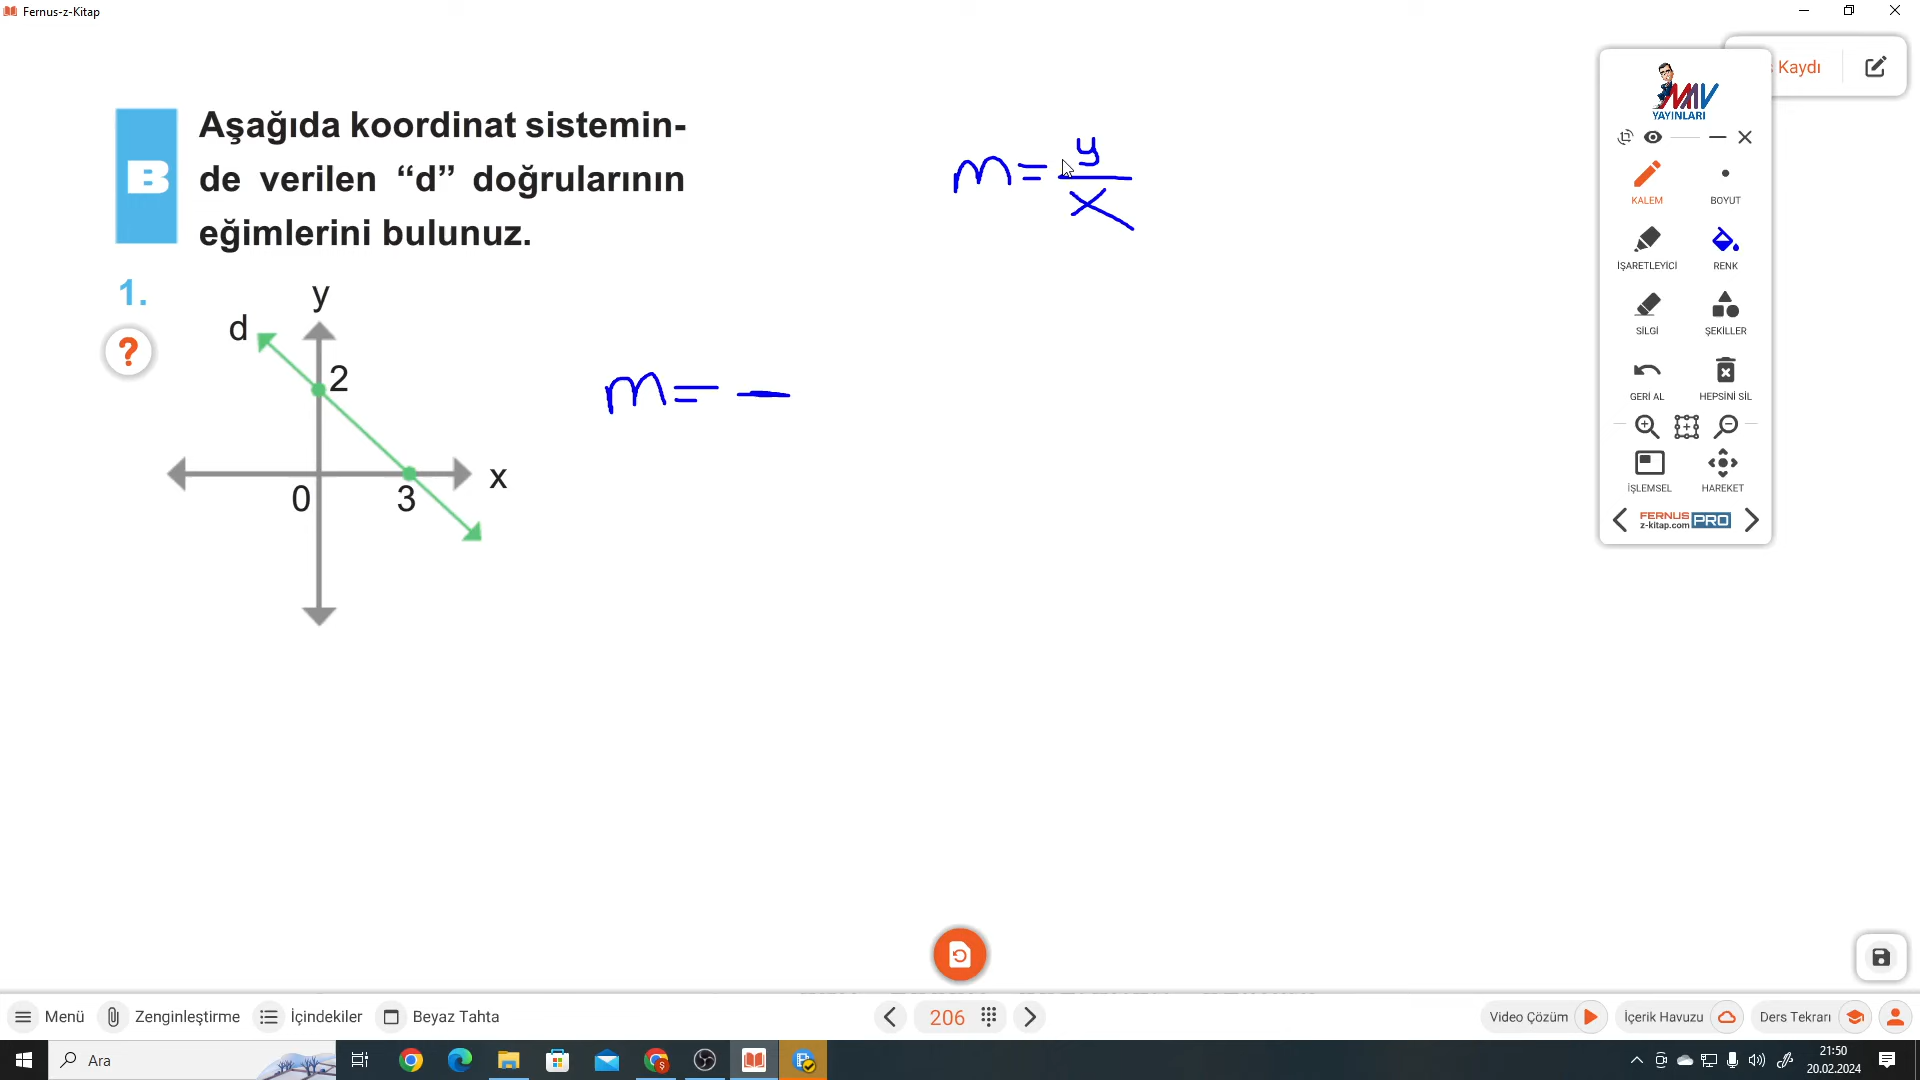 Fernus-z-Kitap
Kaydı
MAV
YAYINLARI
B
Aşağıda koordinat sistemin-
de verilen “d” doğrularının
eğimlerini bulunuz.
m = y/x
1.
?
y
d
2
x
0
3
m = —
KALEM
BOYUT
İŞARETLEYİCİ
RENK
SİLGİ
ŞEKİLLER
GERİ AL
HEPSİNİ SİL
İŞLEMSEL
HAREKET
FERNUS
z-kitap.com PRO
Menü
Zenginleştirme
İçindekiler
Beyaz Tahta
206
Video Çözüm
İçerik Havuzu
Ders Tekrarı
Ara
21:50
20.02.2024